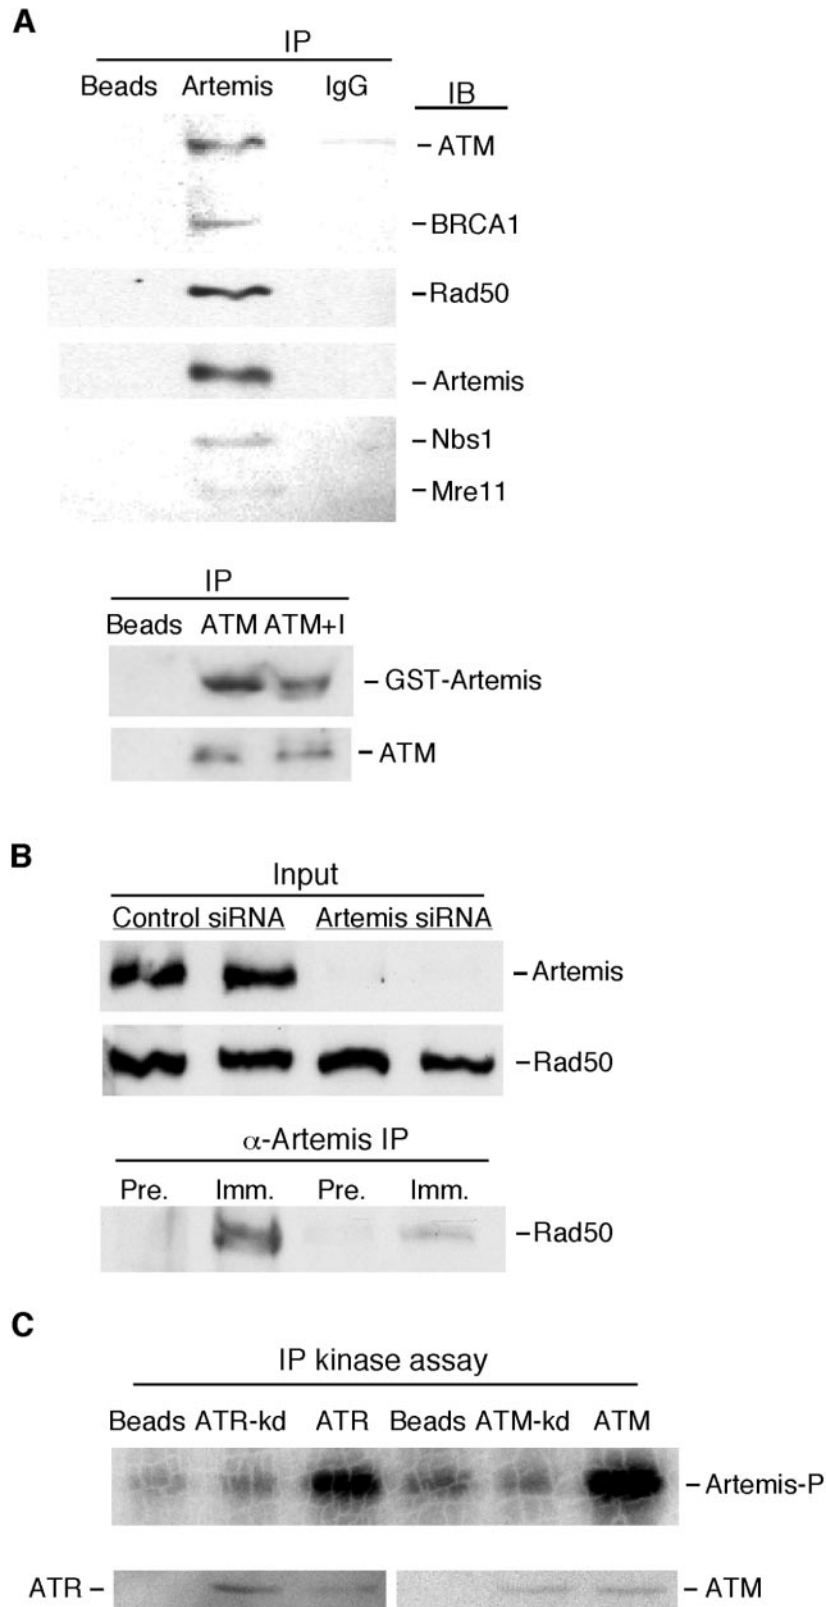 A
IP
Beads Artemis IgG
IB
– ATM
– BRCA1
– Rad50
– Artemis
– Nbs1
– Mre11
IP
Beads ATM ATM+I
– GST-Artemis
– ATM
B
Input
Control siRNA Artemis siRNA
– Artemis
– Rad50
α-Artemis IP
Pre. Imm. Pre. Imm.
– Rad50
C
IP kinase assay
Beads ATR-kd ATR Beads ATM-kd ATM
– Artemis-P
ATR – – ATM